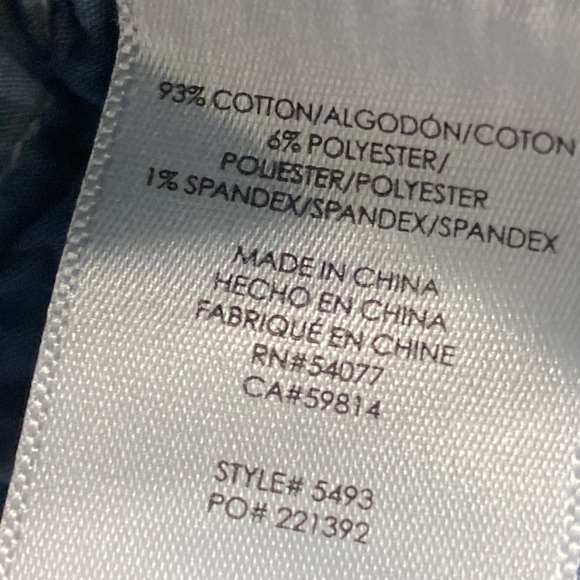 93% COTTON/ALGODÓN/COTON
6% POLYESTER/
POLIESTER/POLYESTER
1% SPANDEX/SPANDEX/SPANDEX
MADE IN CHINA
HECHO EN CHINA
FABRIQUÉ EN CHINE
RN#54077
CA#59814
STYLE# 5493
PO# 221392